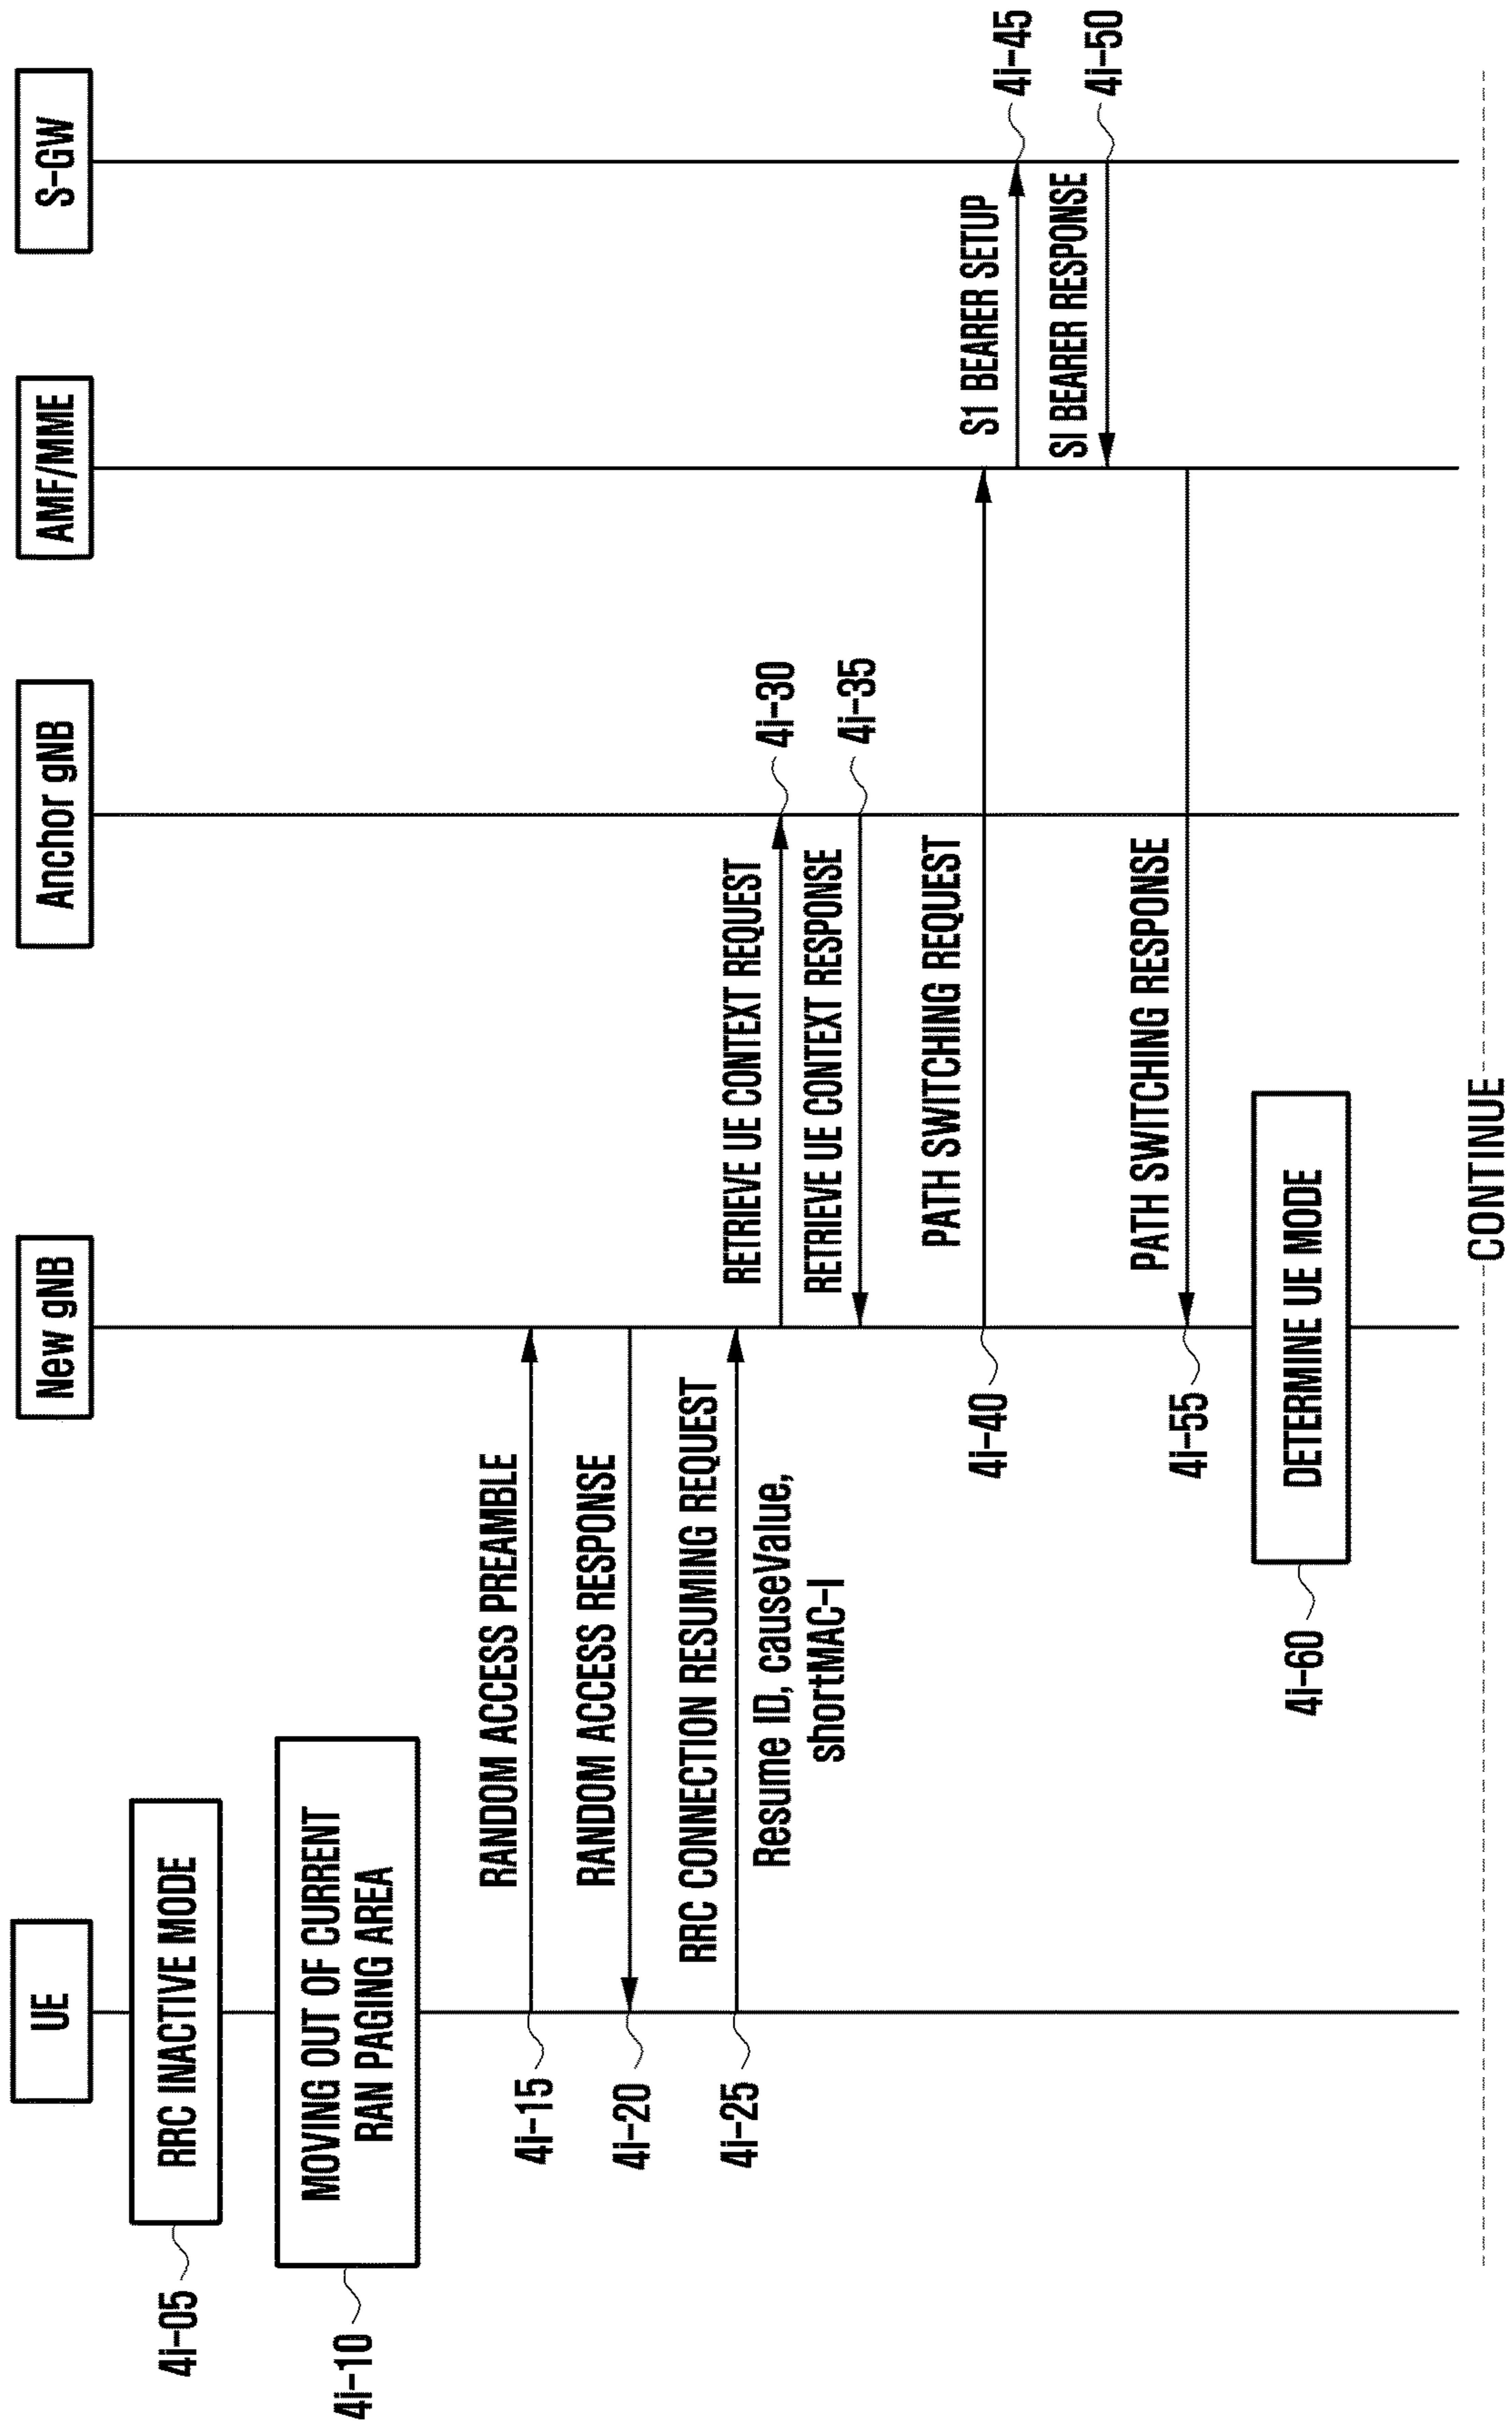 UE
New gNB
Anchor gNB
AMF/MME
S-GW
4i-05
RRC INACTIVE MODE
4i-10
MOVING OUT OF CURRENT
RAN PAGING AREA
RANDOM ACCESS PREAMBLE
4i-15
RANDOM ACCESS RESPONSE
4i-20
RRC CONNECTION RESUMING REQUEST
4i-25
Resume ID, causeValue,
shortMAC-I
RETRIEVE UE CONTEXT REQUEST
4i-30
RETRIEVE UE CONTEXT RESPONSE
4i-35
PATH SWITCHING REQUEST
4i-40
S1 BEARER SETUP
4i-45
SI BEARER RESPONSE
4i-50
PATH SWITCHING RESPONSE
4i-55
DETERMINE UE MODE
4i-60
CONTINUE